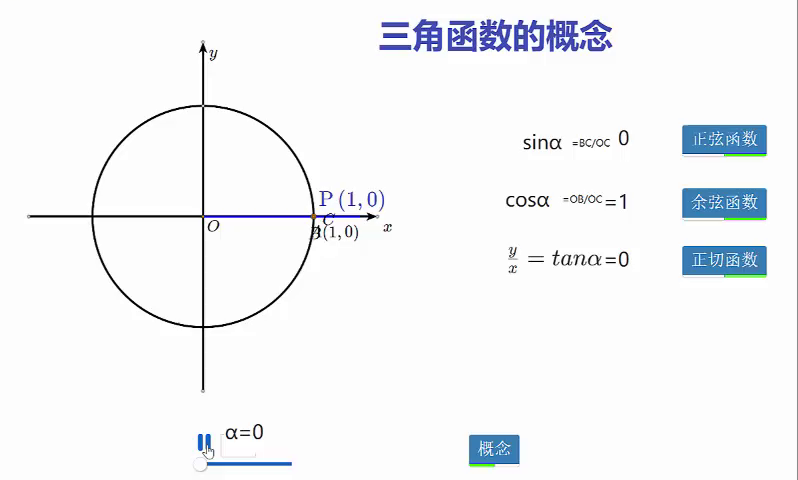 三角函数的概念
y
sinα =BC/OC 0
正弦函数
P (1, 0)
cosα =OB/OC =1
余弦函数
C
O
(1, 0)
x
y/x = tanα=0
正切函数
α=0
概念